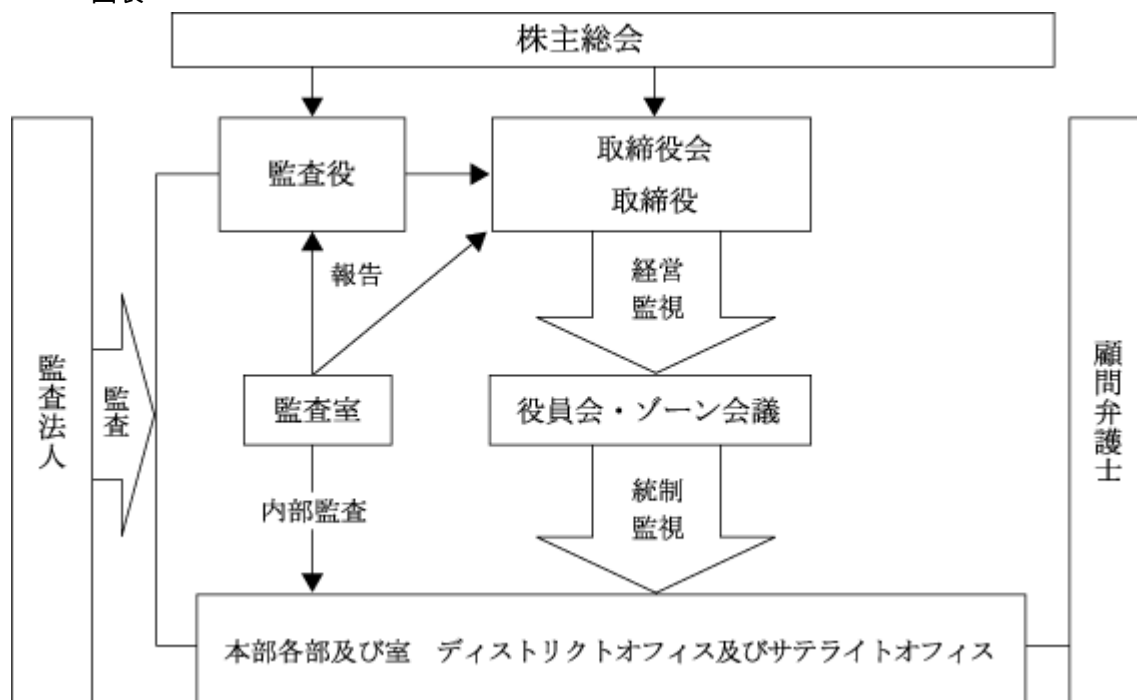 株主総会
監査役
取締役会
取締役
報告
経営
監視
監査法人
監査
監査室
役員会・ゾーン会議
顧問弁護士
内部監査
統制
監視
本部各部及び室　ディストリクトオフィス及びサテライトオフィス